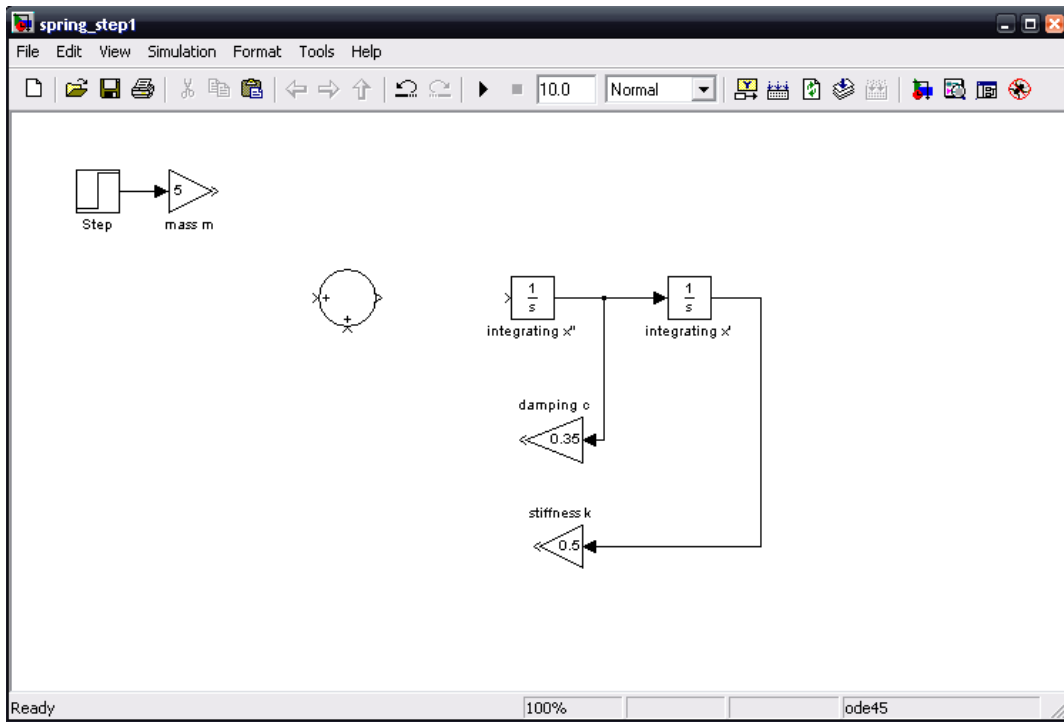 spring_step1
File Edit View Simulation Format Tools Help
10.0 Normal
5
Step mass m
+
+
1
s
1
s
integrating x'' integrating x'
damping c
0.35
stiffness k
0.5
Ready 100% ode45